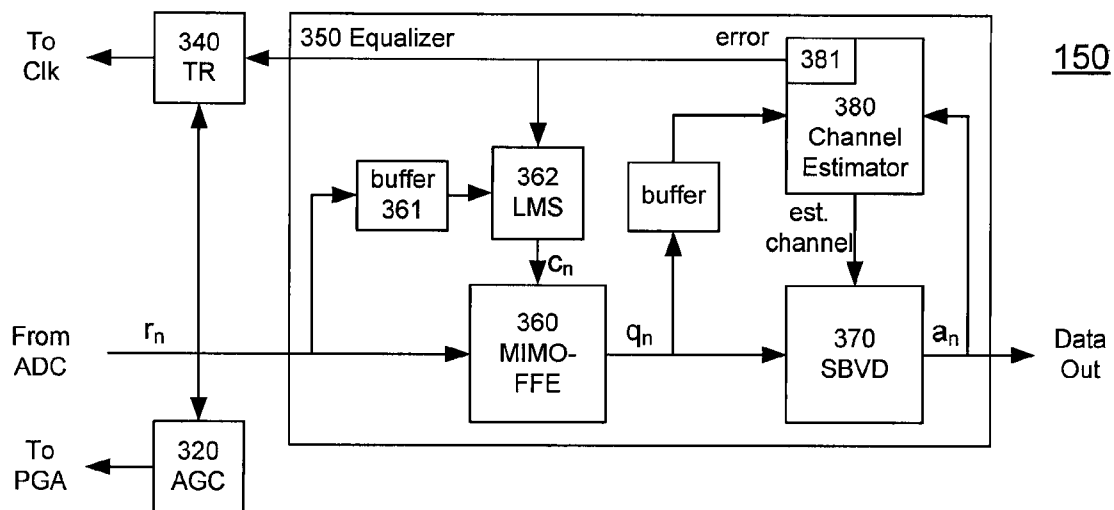 To
Clk
340
TR
350 Equalizer
error
381
380
Channel
Estimator
150
buffer
361
362
LMS
buffer
est.
channel
cₙ
From
ADC
rₙ
360
MIMO-
FFE
qₙ
370
SBVD
aₙ
Data
Out
To
PGA
320
AGC